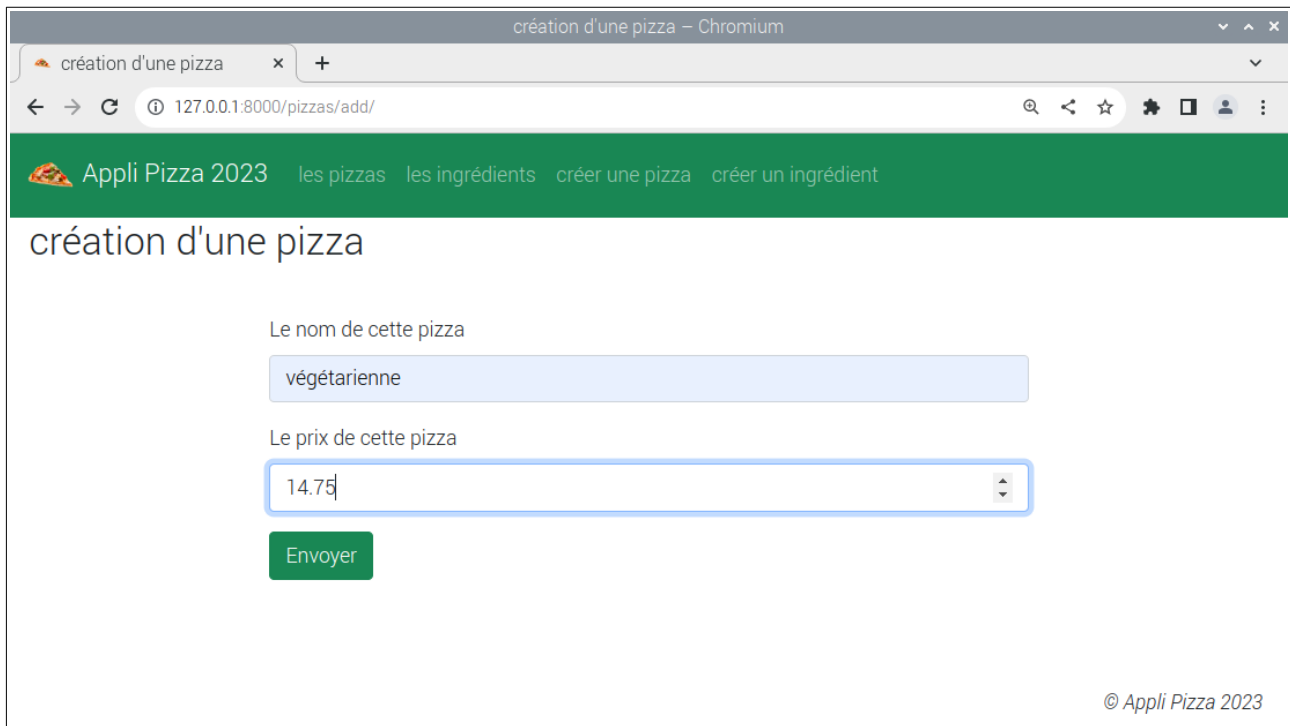 création d'une pizza – Chromium
création d'une pizza
127.0.0.1:8000/pizzas/add/
Appli Pizza 2023 les pizzas les ingrédients créer une pizza créer un ingrédient
création d'une pizza
Le nom de cette pizza
végétarienne
Le prix de cette pizza
14.75
Envoyer
© Appli Pizza 2023